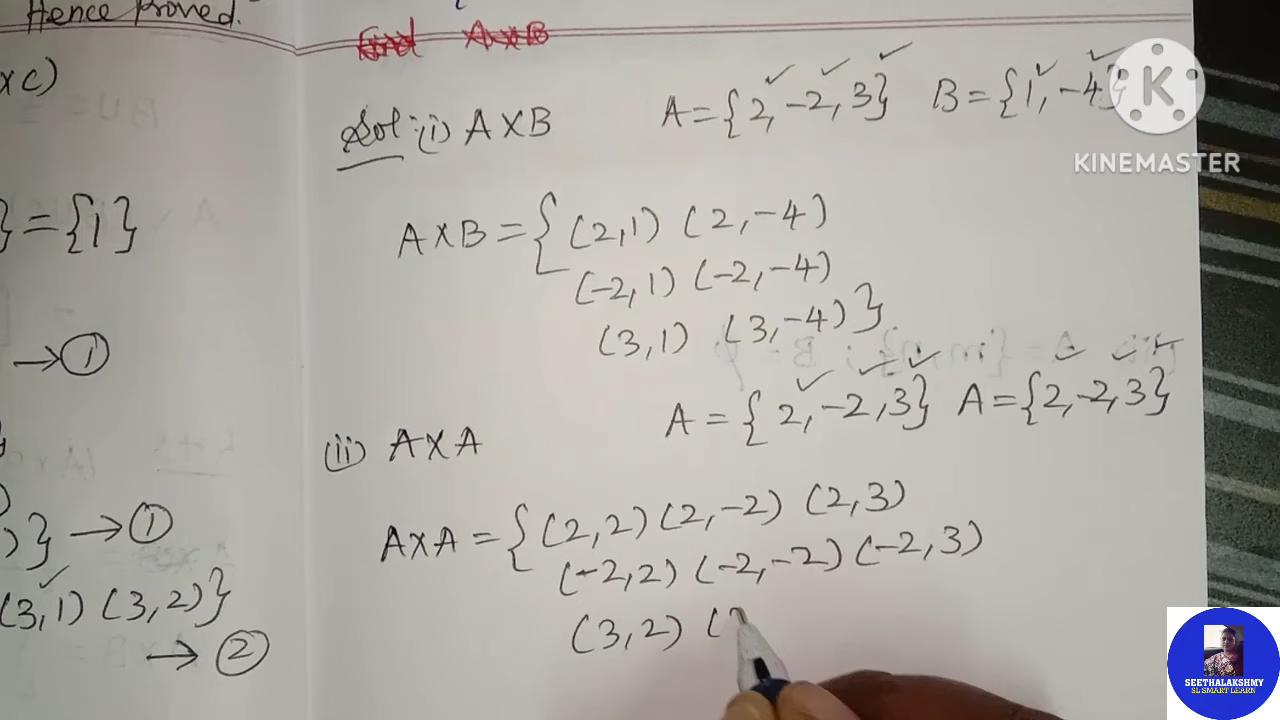 Hence Proved.
xC)
} = {1}
→ ①
)} → ①
(3,1) (3,2)}
→ ②
Sol: (i) A×B A = {2, -2, 3} B = {1, -4}
A×B = { (2,1) (2,-4)
(-2,1) (-2,-4)
(3,1) (3,-4) }
A = {2, -2, 3} A = {2, -2, 3}
(ii) A×A
A×A = { (2,2) (2,-2) (2,3)
(-2,2) (-2,-2) (-2,3)
(3,2) (
KINEMASTER
SEETHALAKSHMY
SL SMART LEARN